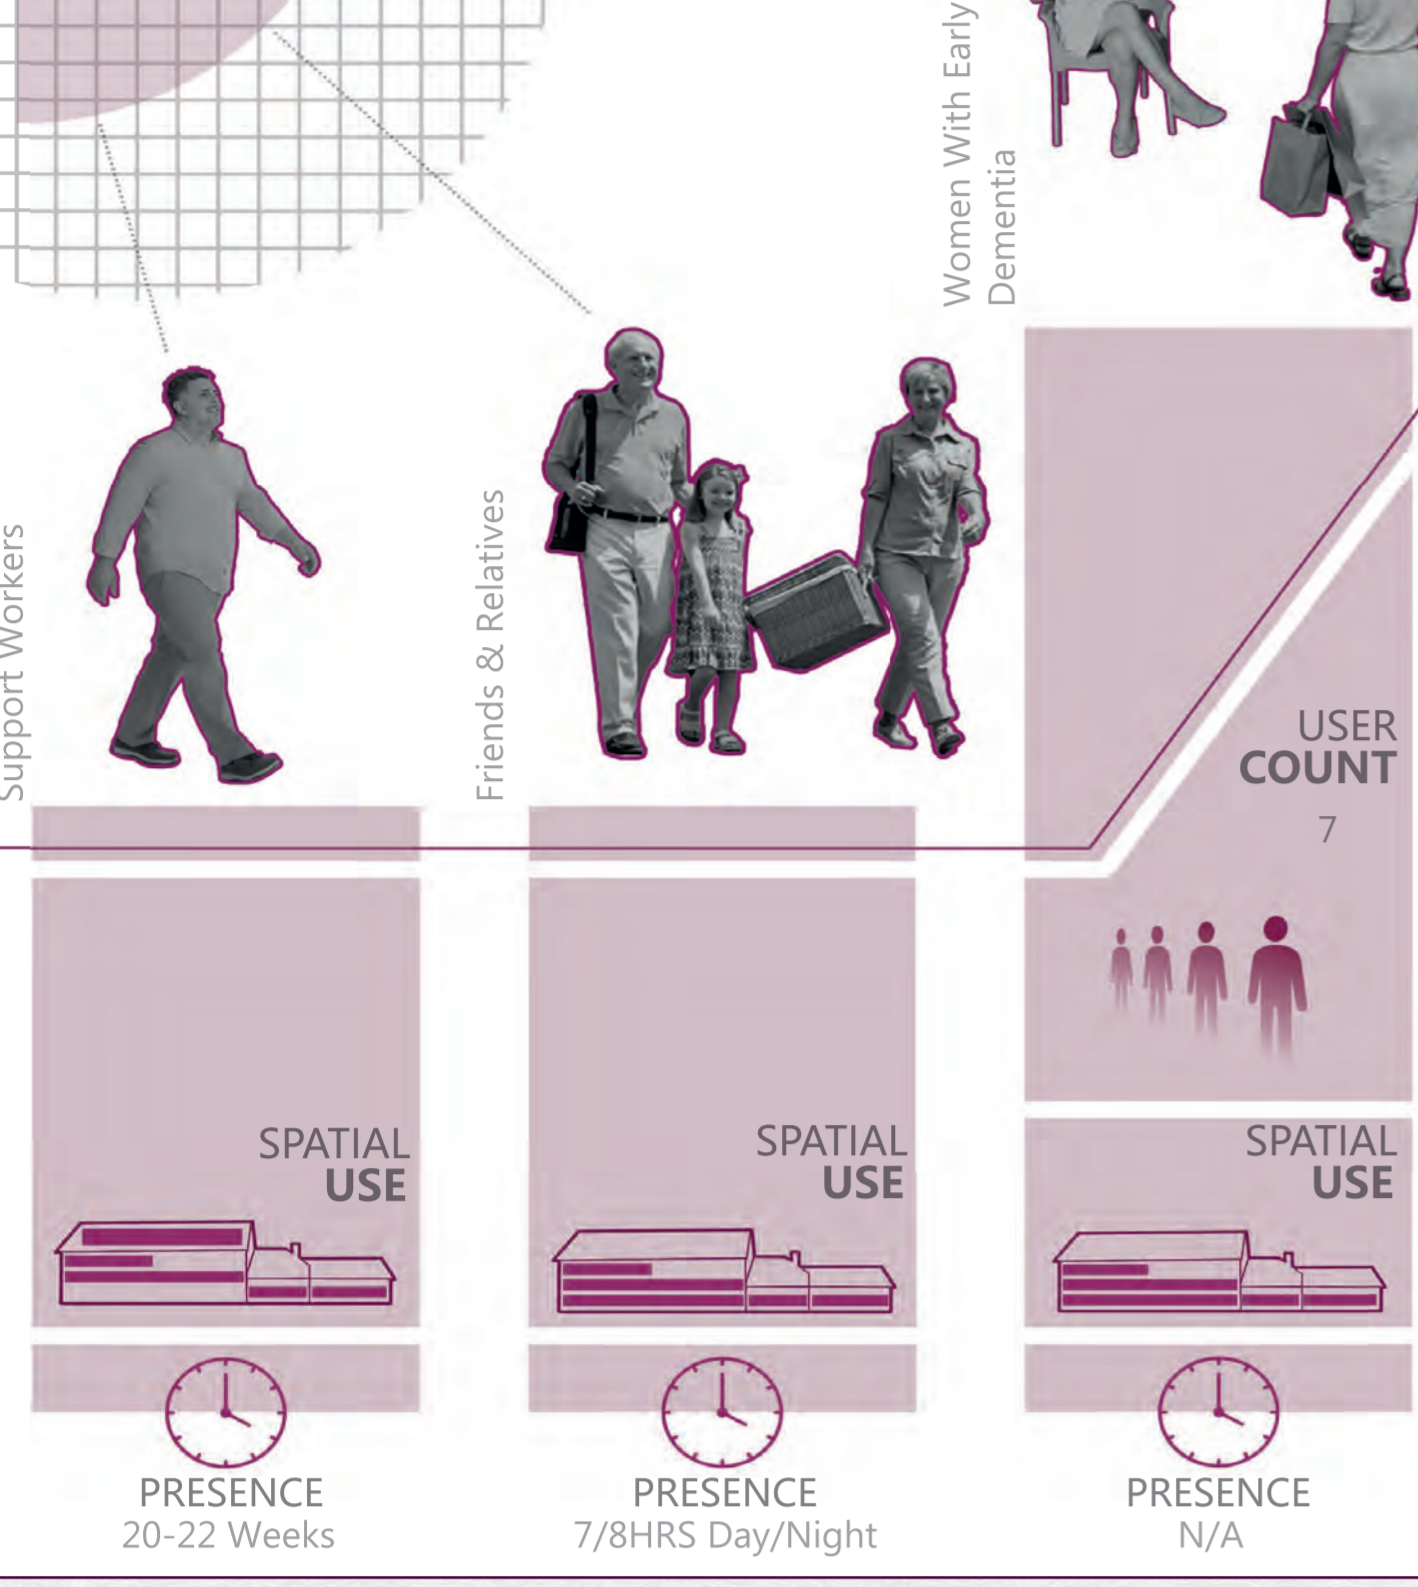 Women With Early
Dementia
Support Workers
Friends & Relatives
USER
COUNT
7
SPATIAL
USE
SPATIAL
USE
SPATIAL
USE
PRESENCE
20-22 Weeks
PRESENCE
7/8HRS Day/Night
PRESENCE
N/A